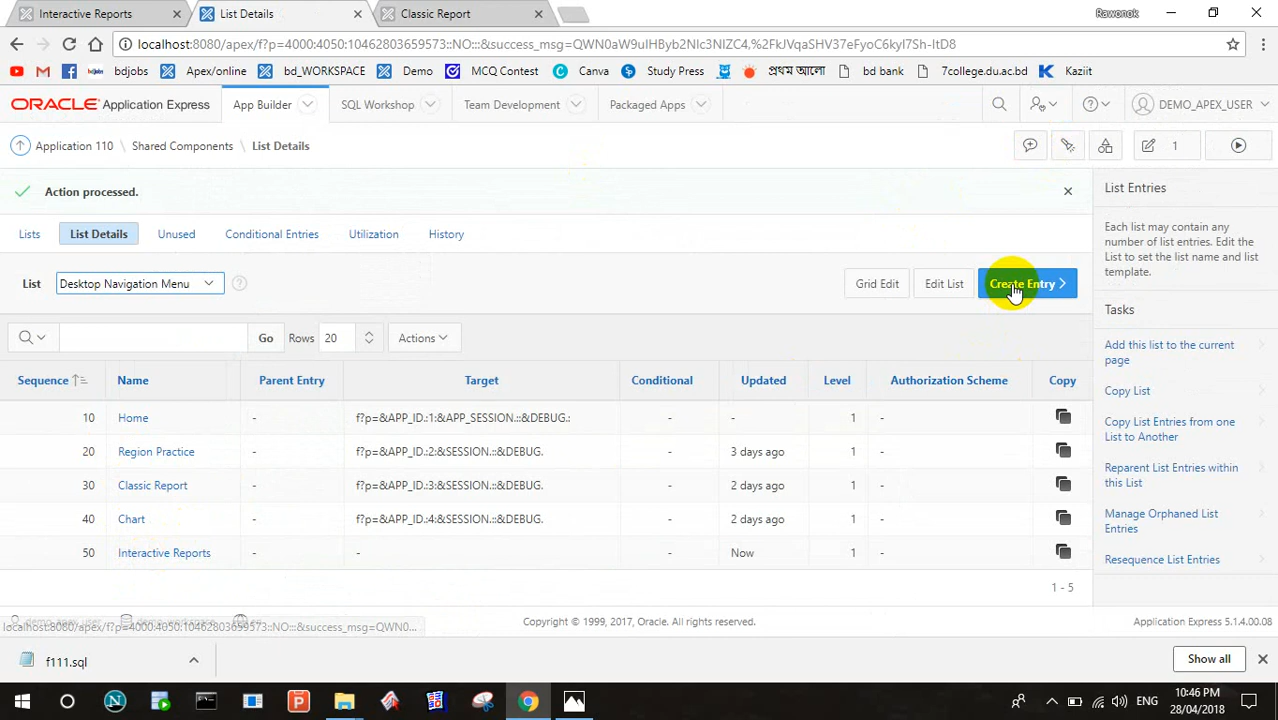 Interactive Reports
List Details
Classic Report
Rawonok
localhost:8080/apex/f?p=4000:4050:10462803659573::NO:::&success_msg=QWN0aW9uIHByb2Nlc3NlZC4.%2FkJVqaSHV37eFyoC6kyI7Sh-ItD8
bdjobs
Apex/online
bd_WORKSPACE
Demo
MCQ Contest
Canva
Study Press
প্রথম আলো
bd bank
7college.du.ac.bd
Kaziit
ORACLE Application Express
App Builder
SQL Workshop
Team Development
Packaged Apps
DEMO_APEX_USER
Application 110 \ Shared Components \ List Details
1
Action processed.
Lists
List Details
Unused
Conditional Entries
Utilization
History
List
Desktop Navigation Menu
Grid Edit
Edit List
Create Entry
Go
Rows
20
Actions
Sequence Name Parent Entry Target Conditional Updated Level Authorization Scheme Copy
10 Home - f?p=&APP_ID.:1:&APP_SESSION.::&DEBUG.: - - 1 -
20 Region Practice - f?p=&APP_ID.:2:&SESSION.::&DEBUG. - 3 days ago 1 -
30 Classic Report - f?p=&APP_ID.:3:&SESSION.::&DEBUG. - 2 days ago 1 -
40 Chart - f?p=&APP_ID.:4:&SESSION.::&DEBUG. - 2 days ago 1 -
50 Interactive Reports - - - Now 1 -
1 - 5
List Entries
Each list may contain any
number of list entries. Edit the
List to set the list name and list
template.
Tasks
Add this list to the current
page
Copy List
Copy List Entries from one
List to Another
Reparent List Entries within
this List
Manage Orphaned List
Entries
Resequence List Entries
localhost:8080/apex/f?p=4000:4050:10462803659573::NO:::&success_msg=QWN0...
Copyright © 1999, 2017, Oracle. All rights reserved.
Application Express 5.1.4.00.08
f111.sql
Show all
ENG
10:46 PM
28/04/2018